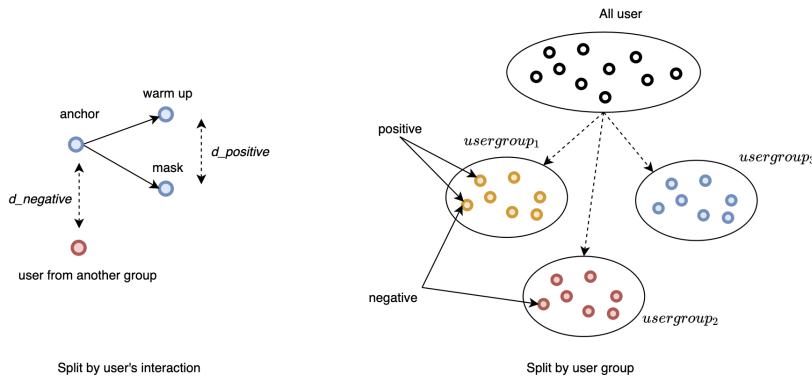 All user
warm up
anchor
d_positive
mask
d_negative
user from another group
positive
usergroup₁
usergroup₃
negative
usergroup₂
Split by user's interaction
Split by user group